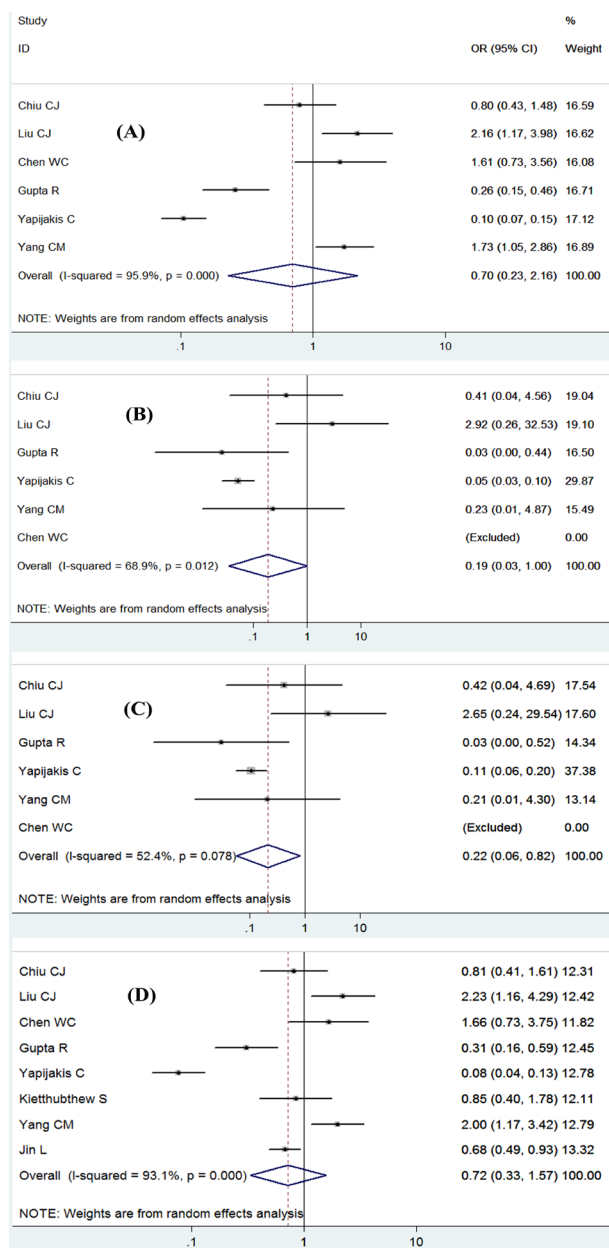 Study %
ID OR (95% CI) Weight
Chiu CJ 0.80 (0.43, 1.48) 16.59
(A)
Liu CJ 2.16 (1.17, 3.98) 16.62
Chen WC 1.61 (0.73, 3.56) 16.08
Gupta R 0.26 (0.15, 0.46) 16.71
Yapijakis C 0.10 (0.07, 0.15) 17.12
Yang CM 1.73 (1.05, 2.86) 16.89
Overall (I-squared = 95.9%, p = 0.000) 0.70 (0.23, 2.16) 100.00
NOTE: Weights are from random effects analysis
.1 1 10
Chiu CJ 0.41 (0.04, 4.56) 19.04
(B)
Liu CJ 2.92 (0.26, 32.53) 19.10
Gupta R 0.03 (0.00, 0.44) 16.50
Yapijakis C 0.05 (0.03, 0.10) 29.87
Yang CM 0.23 (0.01, 4.87) 15.49
Chen WC (Excluded) 0.00
Overall (I-squared = 68.9%, p = 0.012) 0.19 (0.03, 1.00) 100.00
NOTE: Weights are from random effects analysis
.1 1 10
Chiu CJ 0.42 (0.04, 4.69) 17.54
(C)
Liu CJ 2.65 (0.24, 29.54) 17.60
Gupta R 0.03 (0.00, 0.52) 14.34
Yapijakis C 0.11 (0.06, 0.20) 37.38
Yang CM 0.21 (0.01, 4.30) 13.14
Chen WC (Excluded) 0.00
Overall (I-squared = 52.4%, p = 0.078) 0.22 (0.06, 0.82) 100.00
NOTE: Weights are from random effects analysis
.1 1 10
Chiu CJ 0.81 (0.41, 1.61) 12.31
(D)
Liu CJ 2.23 (1.16, 4.29) 12.42
Chen WC 1.66 (0.73, 3.75) 11.82
Gupta R 0.31 (0.16, 0.59) 12.45
Yapijakis C 0.08 (0.04, 0.13) 12.78
Kietthubthew S 0.85 (0.40, 1.78) 12.11
Yang CM 2.00 (1.17, 3.42) 12.79
Jin L 0.68 (0.49, 0.93) 13.32
Overall (I-squared = 93.1%, p = 0.000) 0.72 (0.33, 1.57) 100.00
NOTE: Weights are from random effects analysis
.1 1 10